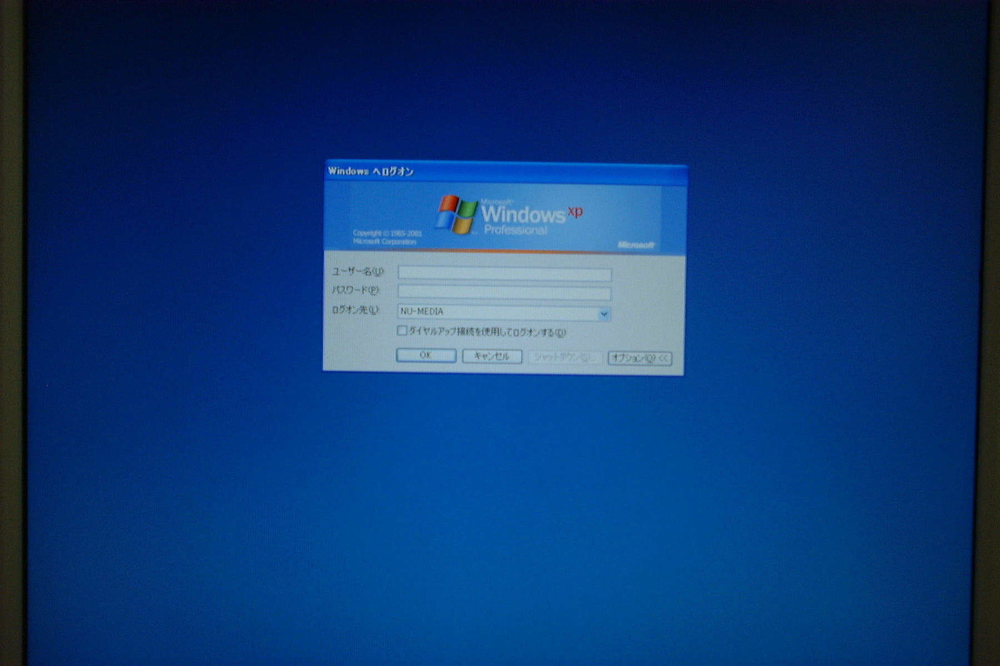 Windows へログオン
Microsoft
Windows xp
Professional
Copyright © 1985-2001
Microsoft Corporation
Microsoft
ユーザー名(U):
パスワード(P):
ログオン先(L): NU-MEDIA
ダイヤルアップ接続を使用してログオンする(D)
OK キャンセル シャットダウン(S)... オプション(O) <<